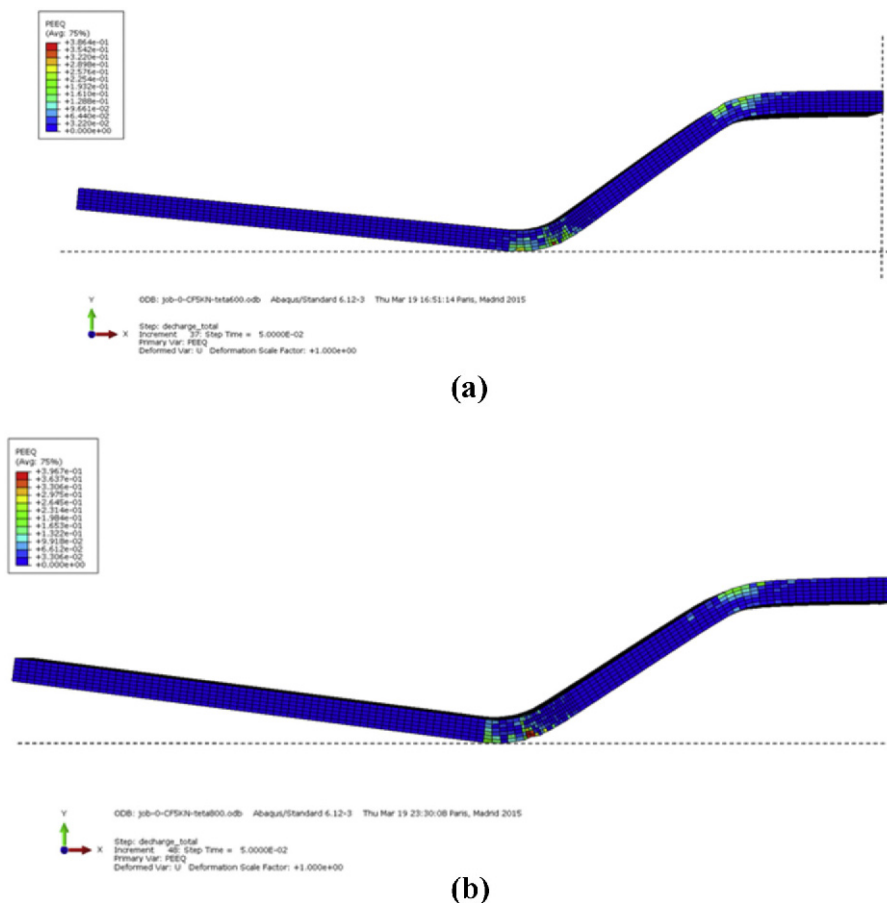 PEEQ
(Avg: 75%)
+3.864e-01
+3.542e-01
+3.220e-01
+2.898e-01
+2.576e-01
+2.254e-01
+1.932e-01
+1.610e-01
+1.288e-01
+9.661e-02
+6.440e-02
+3.220e-02
+0.000e+00
Y
X
ODB: job-0-CF5KN-teta600.odb Abaqus/Standard 6.12-3 Thu Mar 19 16:51:14 Paris, Madrid 2015
Step: decharge_total
Increment 37: Step Time = 5.0000E-02
Primary Var: PEEQ
Deformed Var: U Deformation Scale Factor: +1.000e+00
(a)
PEEQ
(Avg: 75%)
+3.967e-01
+3.637e-01
+3.306e-01
+2.975e-01
+2.645e-01
+2.314e-01
+1.984e-01
+1.653e-01
+1.322e-01
+9.918e-02
+6.612e-02
+3.306e-02
+0.000e+00
Y
X
ODB: job-0-CF5KN-teta800.odb Abaqus/Standard 6.12-3 Thu Mar 19 23:30:08 Paris, Madrid 2015
Step: decharge_total
Increment 48: Step Time = 5.0000E-02
Primary Var: PEEQ
Deformed Var: U Deformation Scale Factor: +1.000e+00
(b)